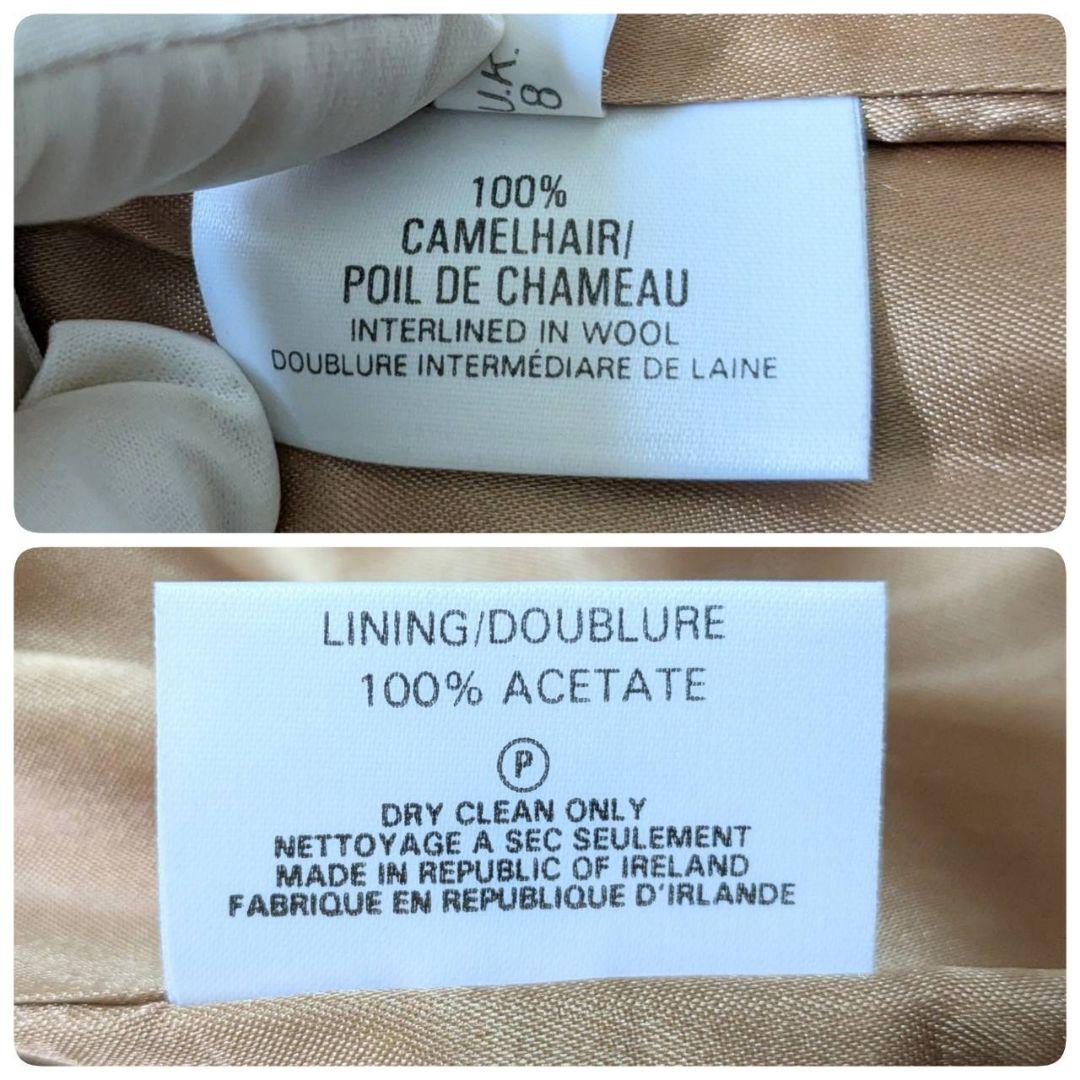 U.K.
8
100%
CAMELHAIR/
POIL DE CHAMEAU
INTERLINED IN WOOL
DOUBLURE INTERMÉDIARE DE LAINE
LINING/DOUBLURE
100% ACETATE
P
DRY CLEAN ONLY
NETTOYAGE A SEC SEULEMENT
MADE IN REPUBLIC OF IRELAND
FABRIQUE EN REPUBLIQUE D'IRLANDE